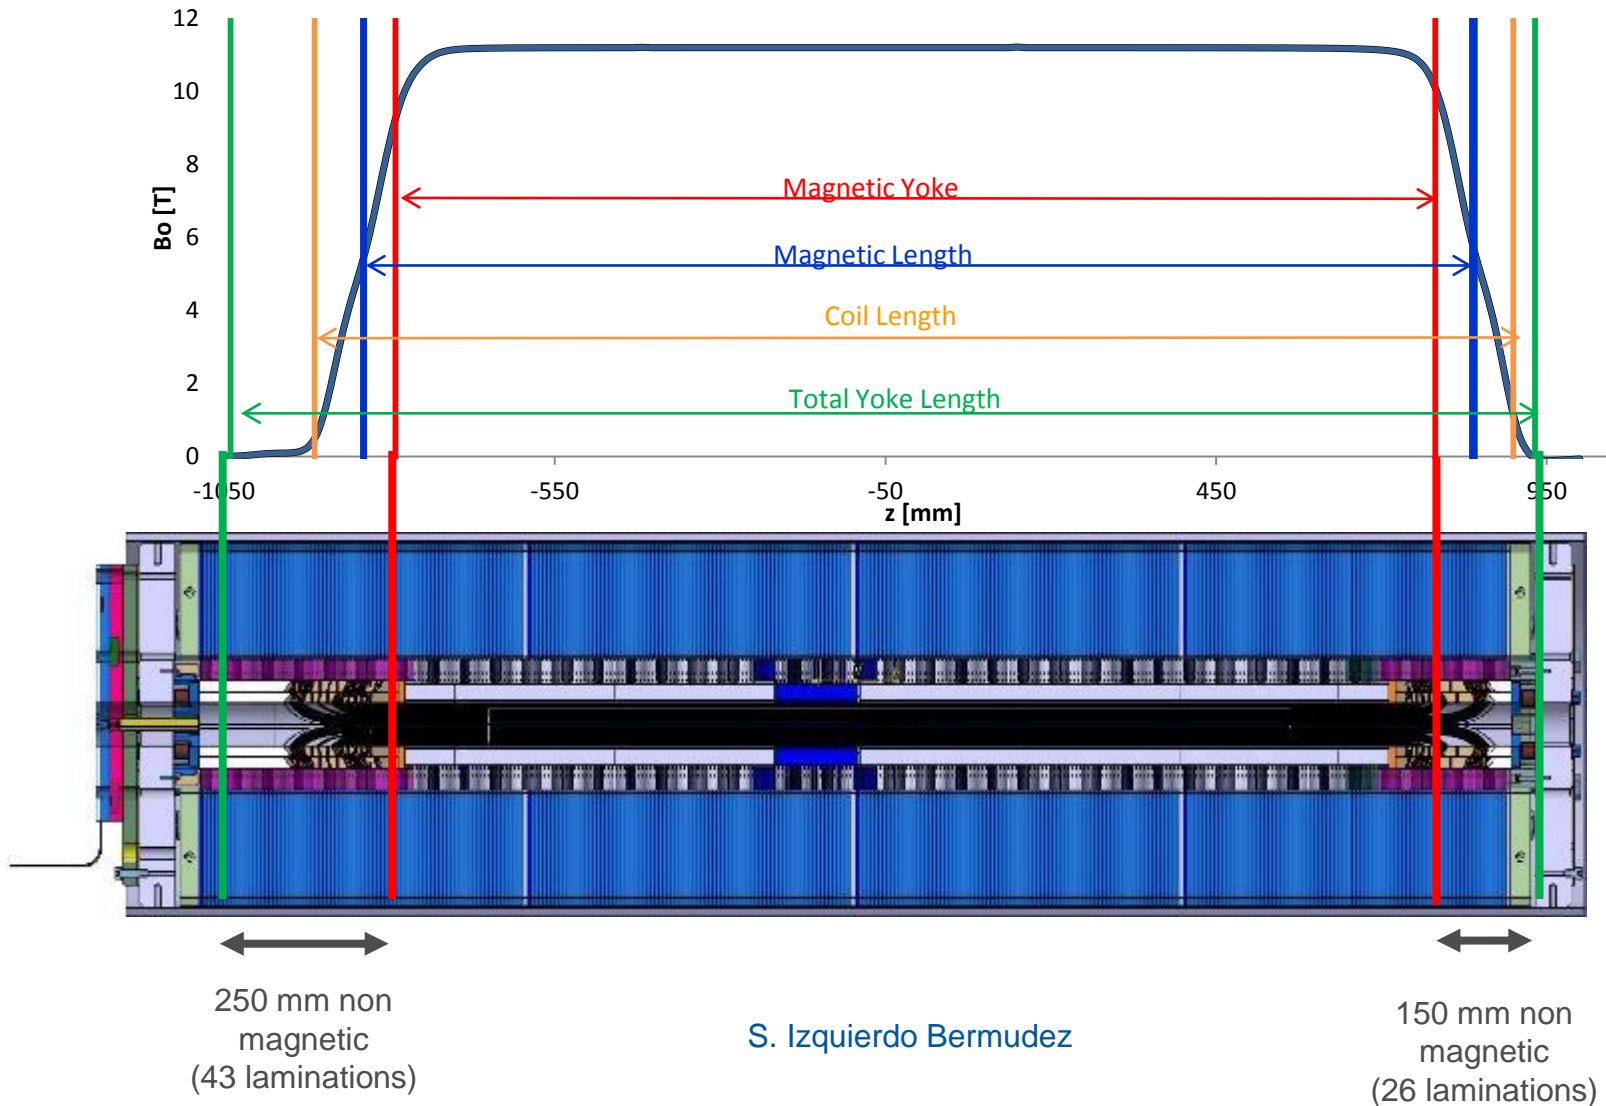 12
10
8
6
4
2
0
Bo [T]
Magnetic Yoke
Magnetic Length
Coil Length
Total Yoke Length
-1050
-550
-50
450
950
z [mm]
250 mm non
magnetic
(43 laminations)
S. Izquierdo Bermudez
150 mm non
magnetic
(26 laminations)